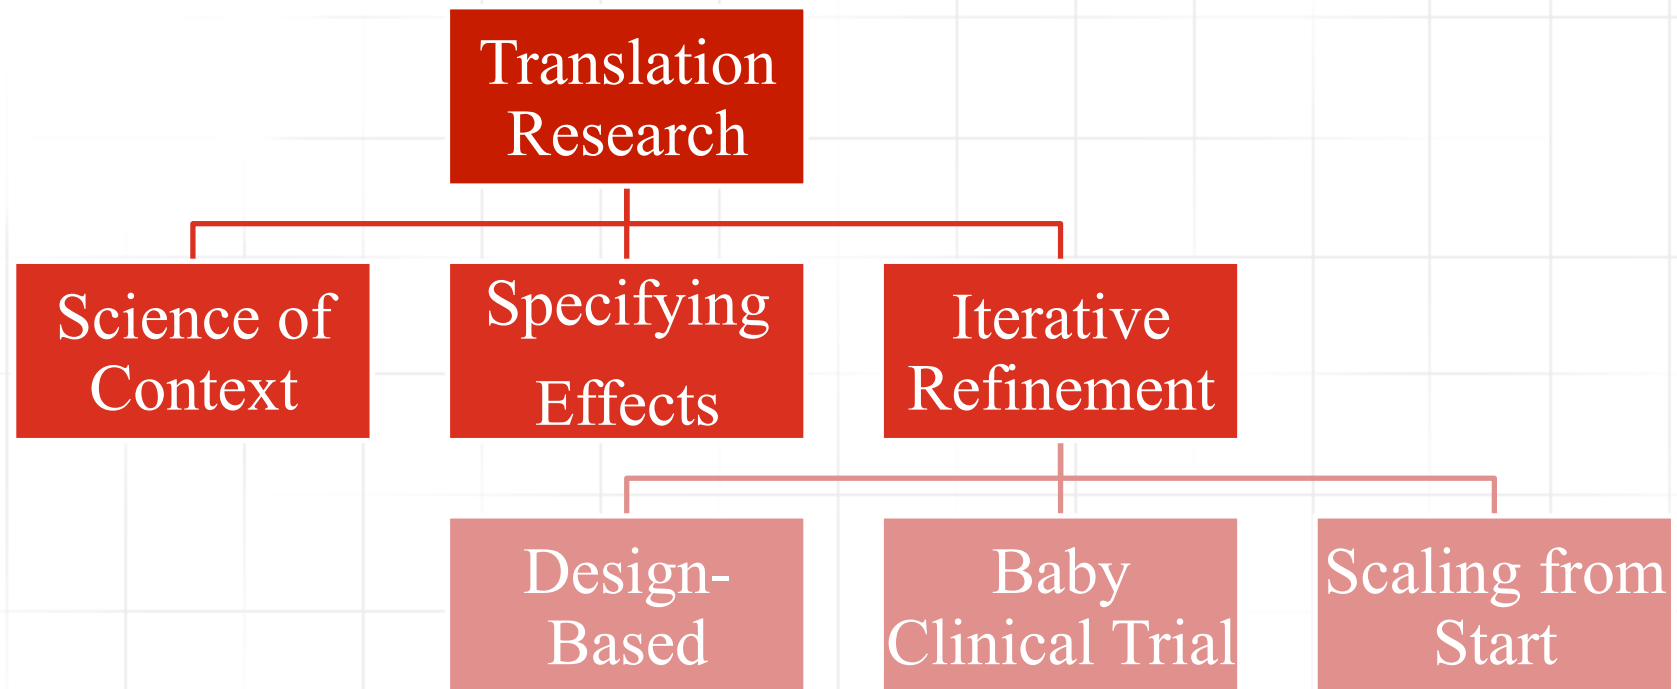 Translation
Research
Science of
Context
Specifying
Effects
Iterative
Refinement
Design-
Based
Baby
Clinical Trial
Scaling from
Start